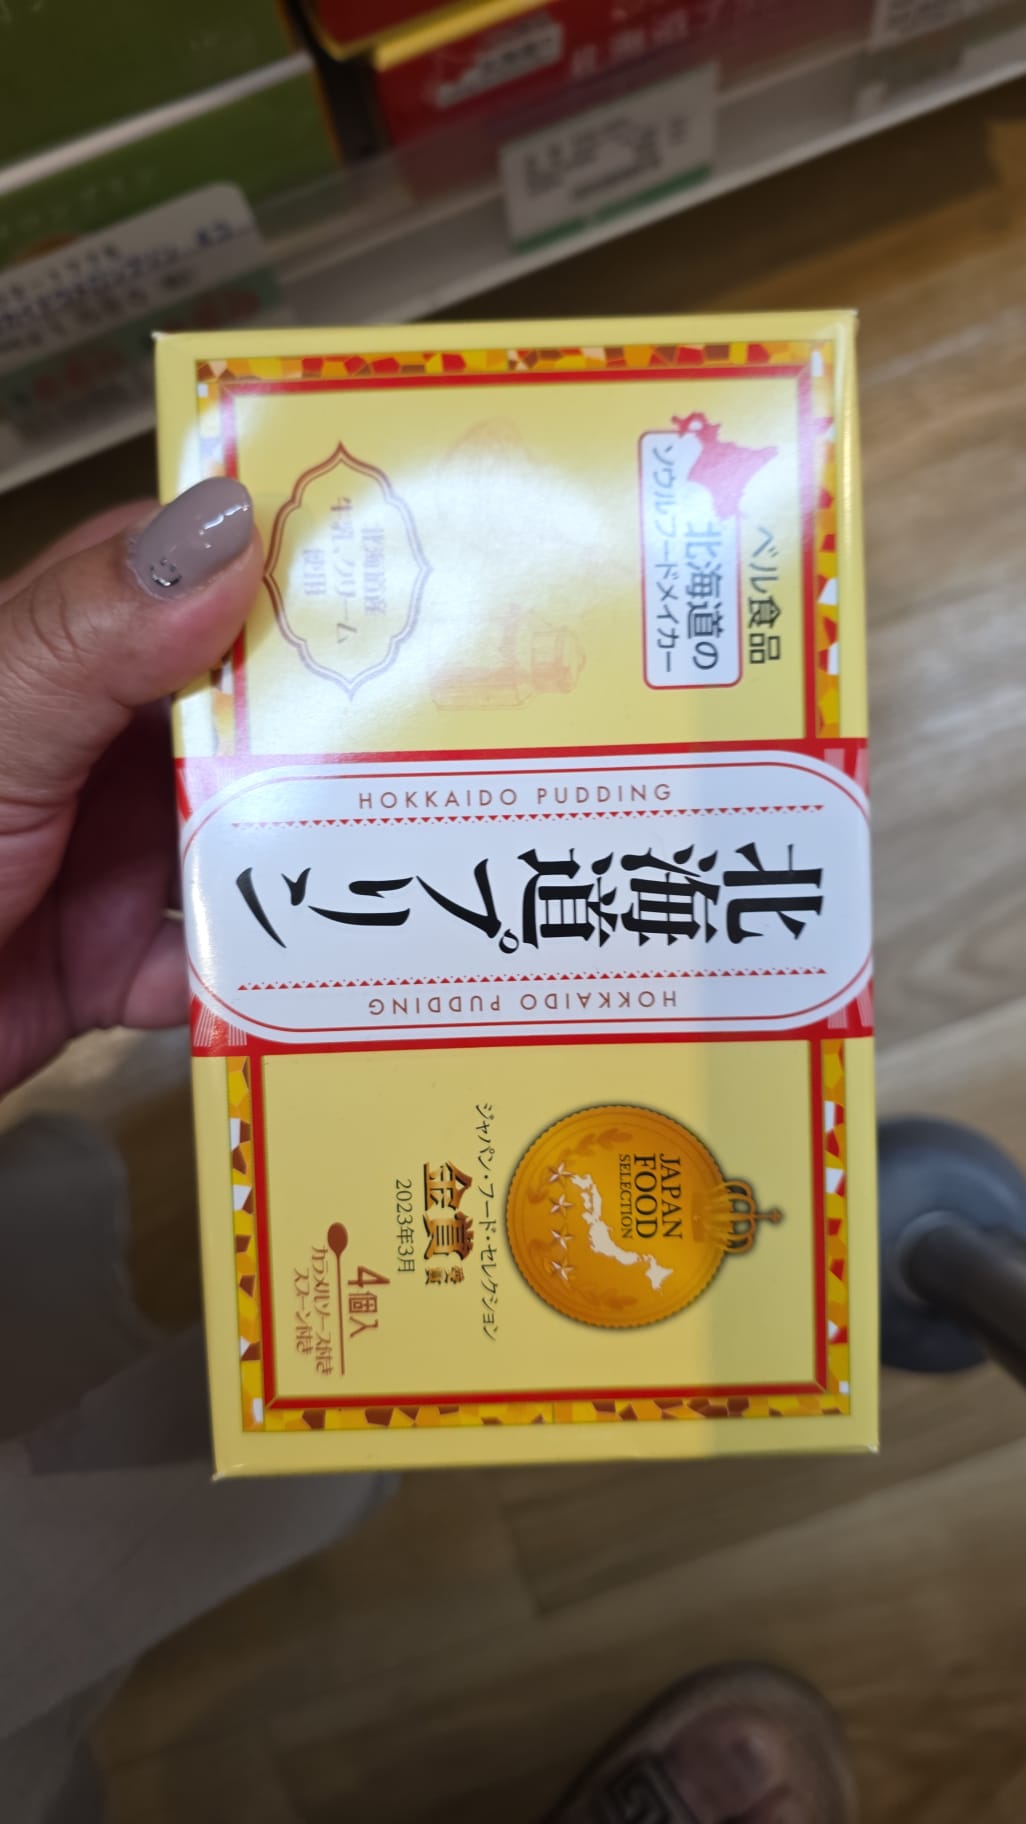 ベル食品
北海道の
ソウルフードメイカー
北海道産
牛乳、クリーム
使用
HOKKAIDO PUDDING
北海道プリン
HOKKAIDO PUDDING
JAPAN
FOOD
SELECTION
ジャパン・フード・セレクション
金賞受賞
2023年3月
4個入
カラメルソース付き
スプーン付き